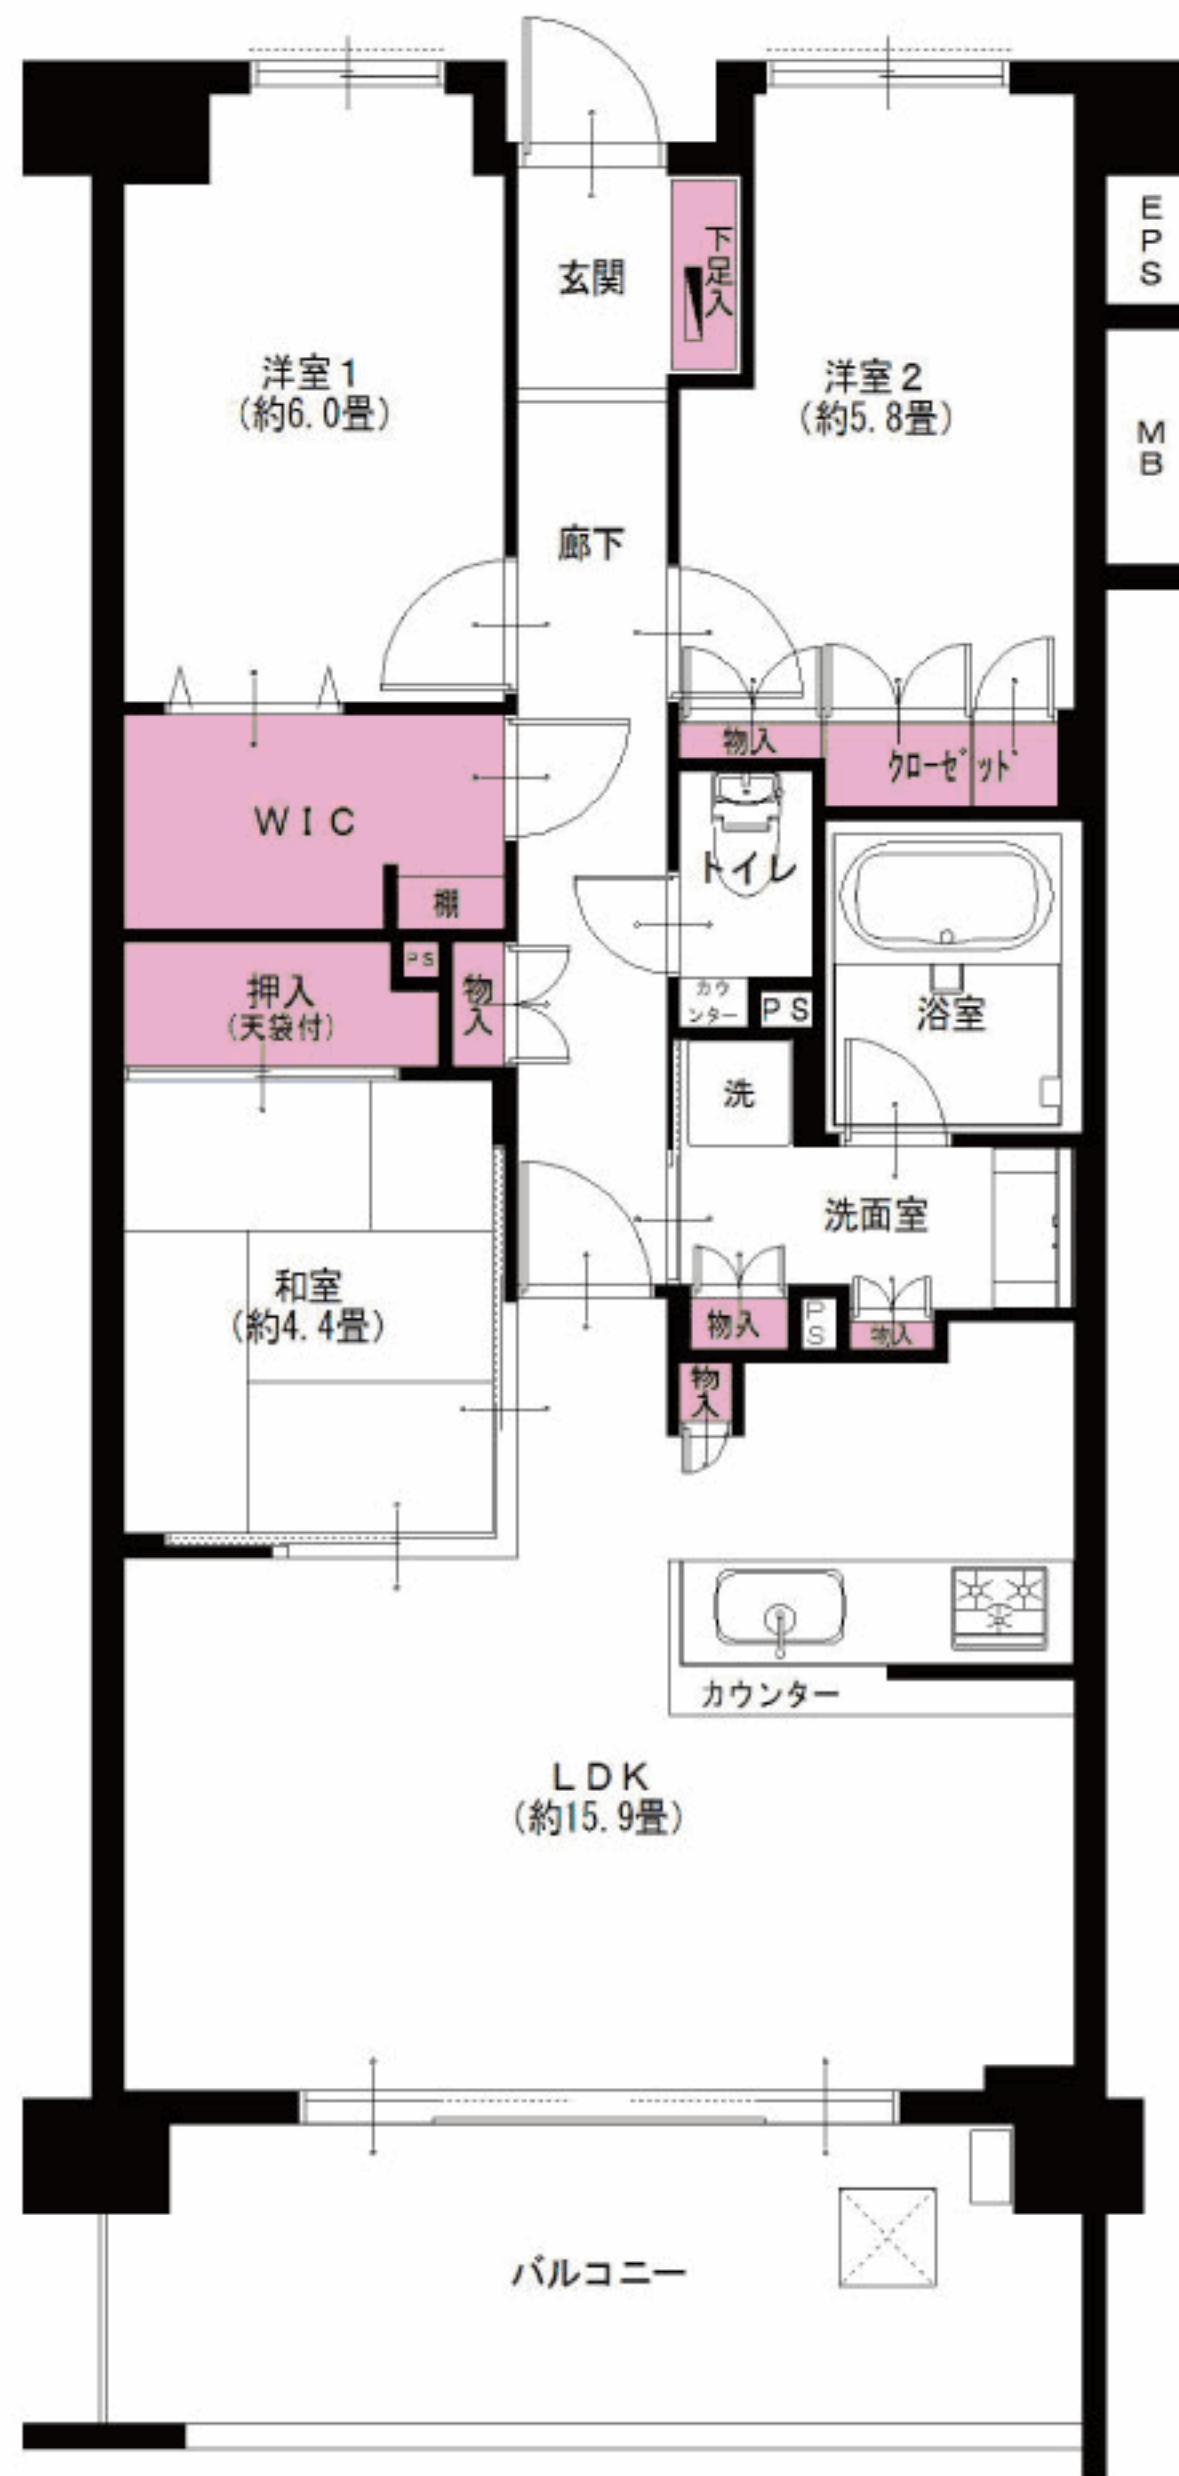 玄関
下足入
EPS
洋室1
(約6.0畳)
洋室2
(約5.8畳)
MB
廊下
物入
クローゼット
WIC
棚
トイレ
押入
(天袋付)
PS
物入
カウンター
PS
浴室
洗
洗面室
和室
(約4.4畳)
物入
PS
物入
物入
カウンター
LDK
(約15.9畳)
バルコニー